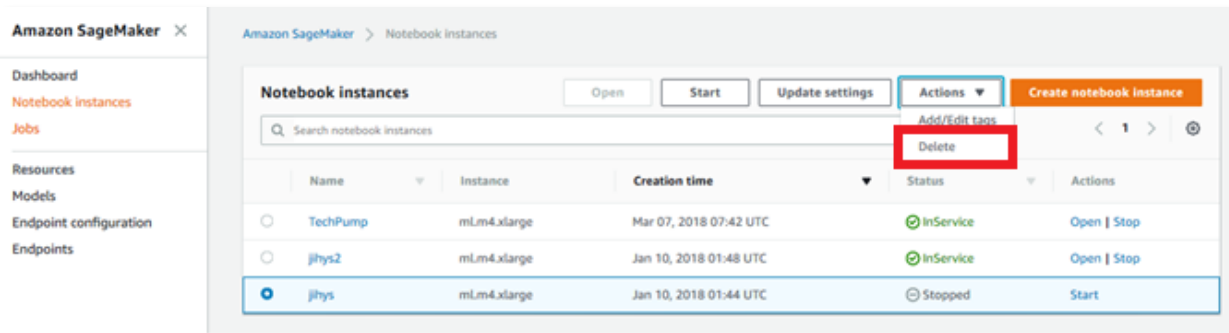 Amazon SageMaker ×
Dashboard
Notebook instances
Jobs
Resources
Models
Endpoint configuration
Endpoints
Amazon SageMaker > Notebook instances
Notebook instances Open Start Update settings Actions ▼ Create notebook instance
Search notebook instances Add/Edit tags < 1 >
Delete
Name Instance Creation time Status Actions
TechPump ml.m4.xlarge Mar 07, 2018 07:42 UTC InService Open | Stop
jihys2 ml.m4.xlarge Jan 10, 2018 01:48 UTC InService Open | Stop
jihys ml.m4.xlarge Jan 10, 2018 01:44 UTC Stopped Start